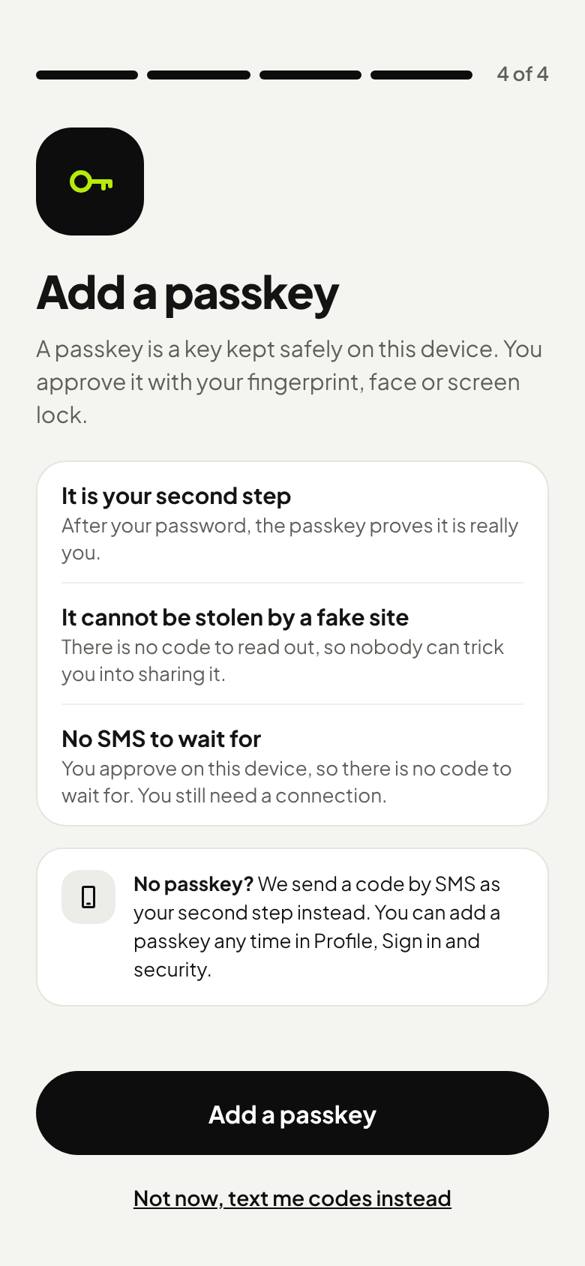 4 of 4
Add a passkey
A passkey is a key kept safely on this device. You
approve it with your fingerprint, face or screen
lock.
It is your second step
After your password, the passkey proves it is really
you.
It cannot be stolen by a fake site
There is no code to read out, so nobody can trick
you into sharing it.
No SMS to wait for
You approve on this device, so there is no code to
wait for. You still need a connection.
No passkey? We send a code by SMS as
your second step instead. You can add a
passkey any time in Profile, Sign in and
security.
Add a passkey
Not now, text me codes instead